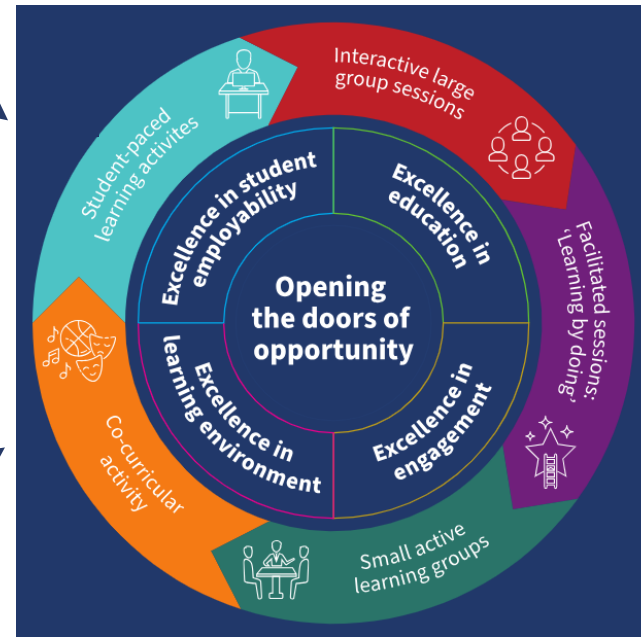 Interactive large
group sessions
Facilitated sessions:
‘Learning by doing’
Small active
learning groups
Co-curricular
activity
Student-paced
learning activites
Excellence in student
employability
Excellence in
education
Excellence in
engagement
Excellence in
learning environment
Opening
the doors of
opportunity